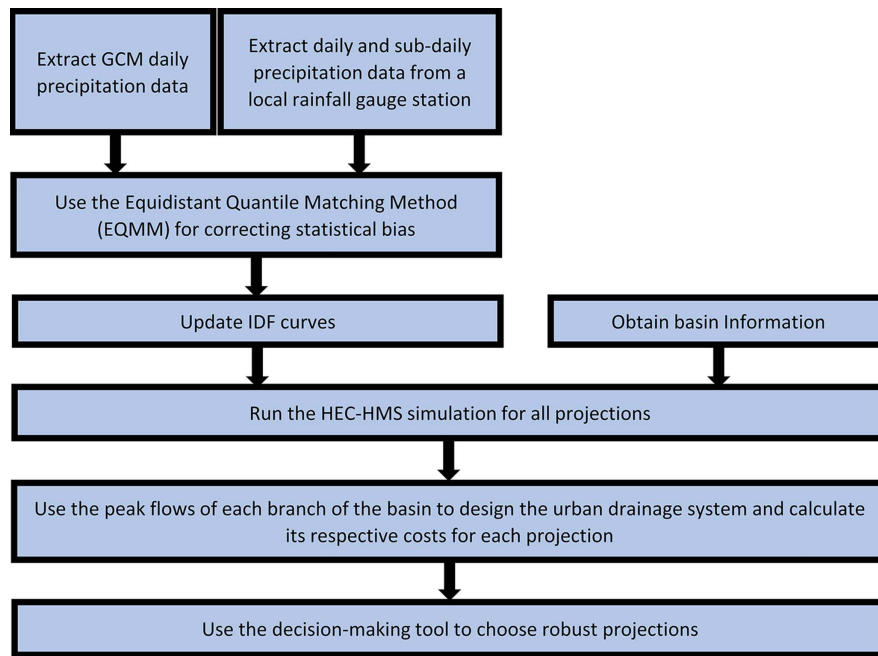 Extract GCM daily
precipitation data
Extract daily and sub-daily
precipitation data from a
local rainfall gauge station
Use the Equidistant Quantile Matching Method
(EQMM) for correcting statistical bias
Update IDF curves
Obtain basin Information
Run the HEC-HMS simulation for all projections
Use the peak flows of each branch of the basin to design the urban drainage system and calculate
its respective costs for each projection
Use the decision-making tool to choose robust projections